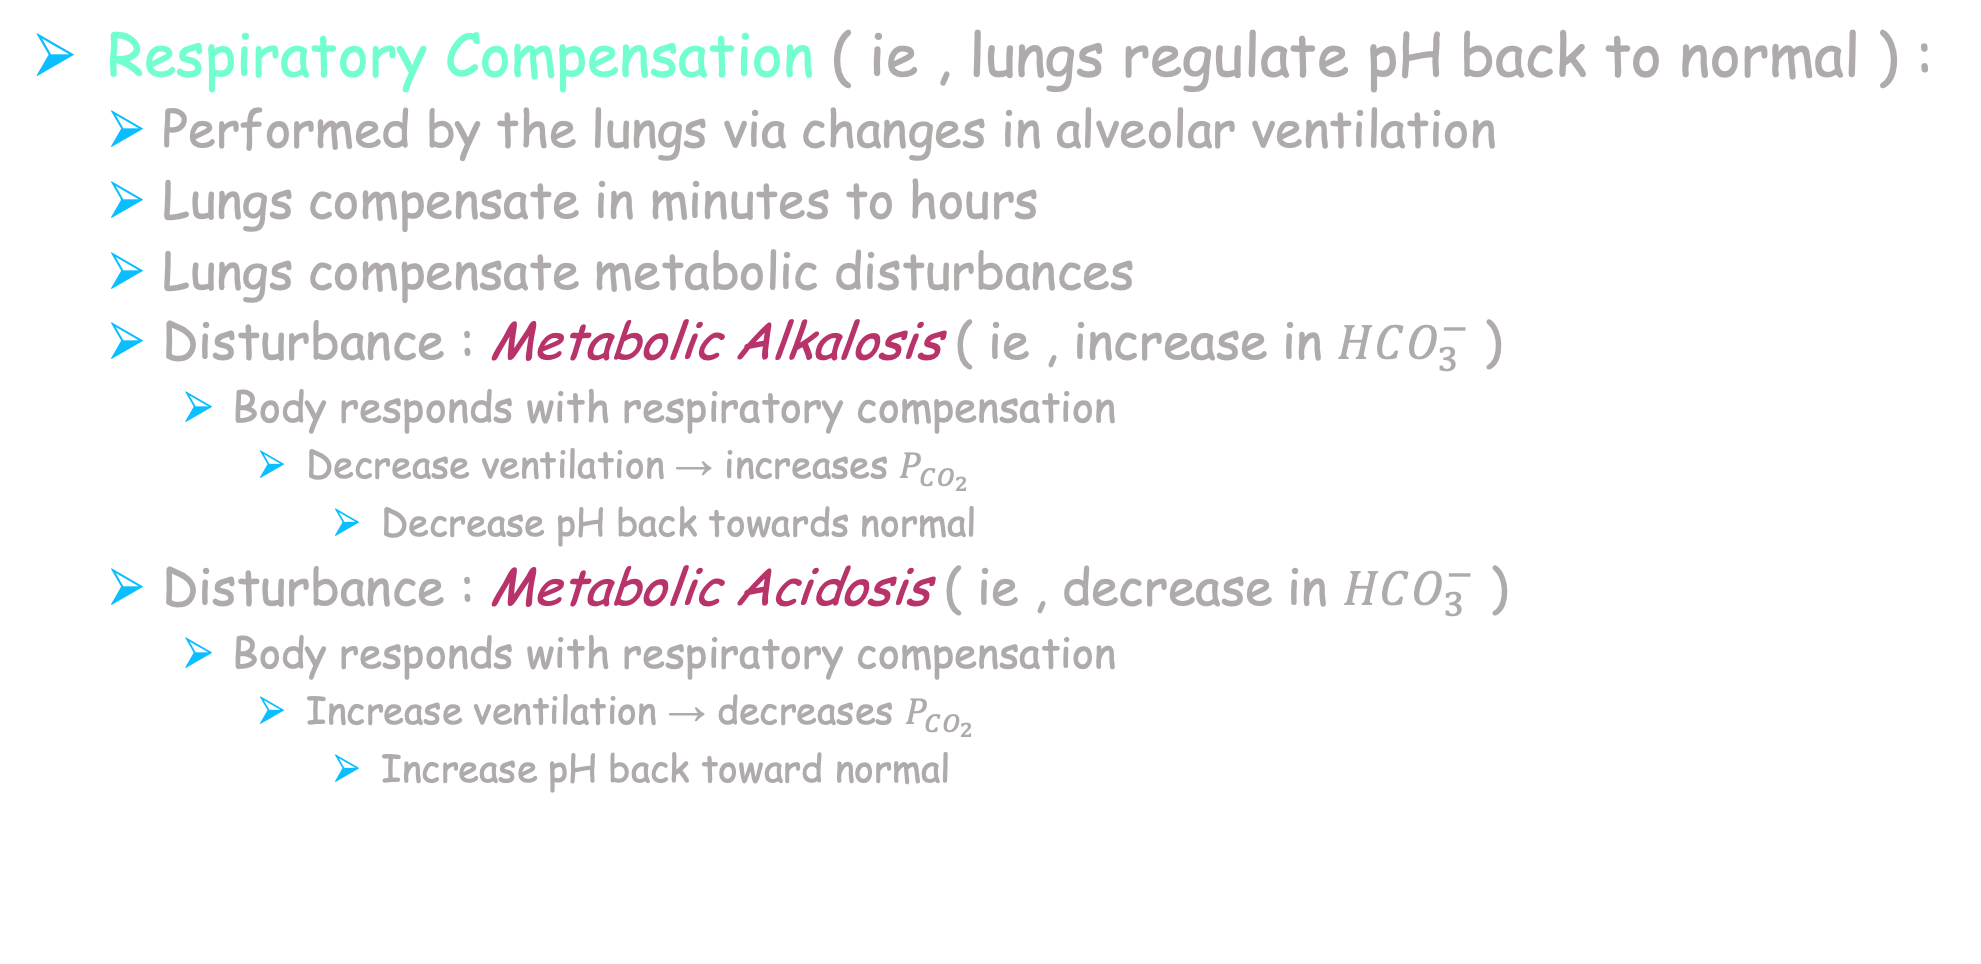 ➢ Respiratory Compensation ( ie , lungs regulate pH back to normal ) :
➢ Performed by the lungs via changes in alveolar ventilation
➢ Lungs compensate in minutes to hours
➢ Lungs compensate metabolic disturbances
➢ Disturbance : Metabolic Alkalosis ( ie , increase in HCO₃⁻ )
➢ Body responds with respiratory compensation
➢ Decrease ventilation → increases P_CO₂
➢ Decrease pH back towards normal
➢ Disturbance : Metabolic Acidosis ( ie , decrease in HCO₃⁻ )
➢ Body responds with respiratory compensation
➢ Increase ventilation → decreases P_CO₂
➢ Increase pH back toward normal